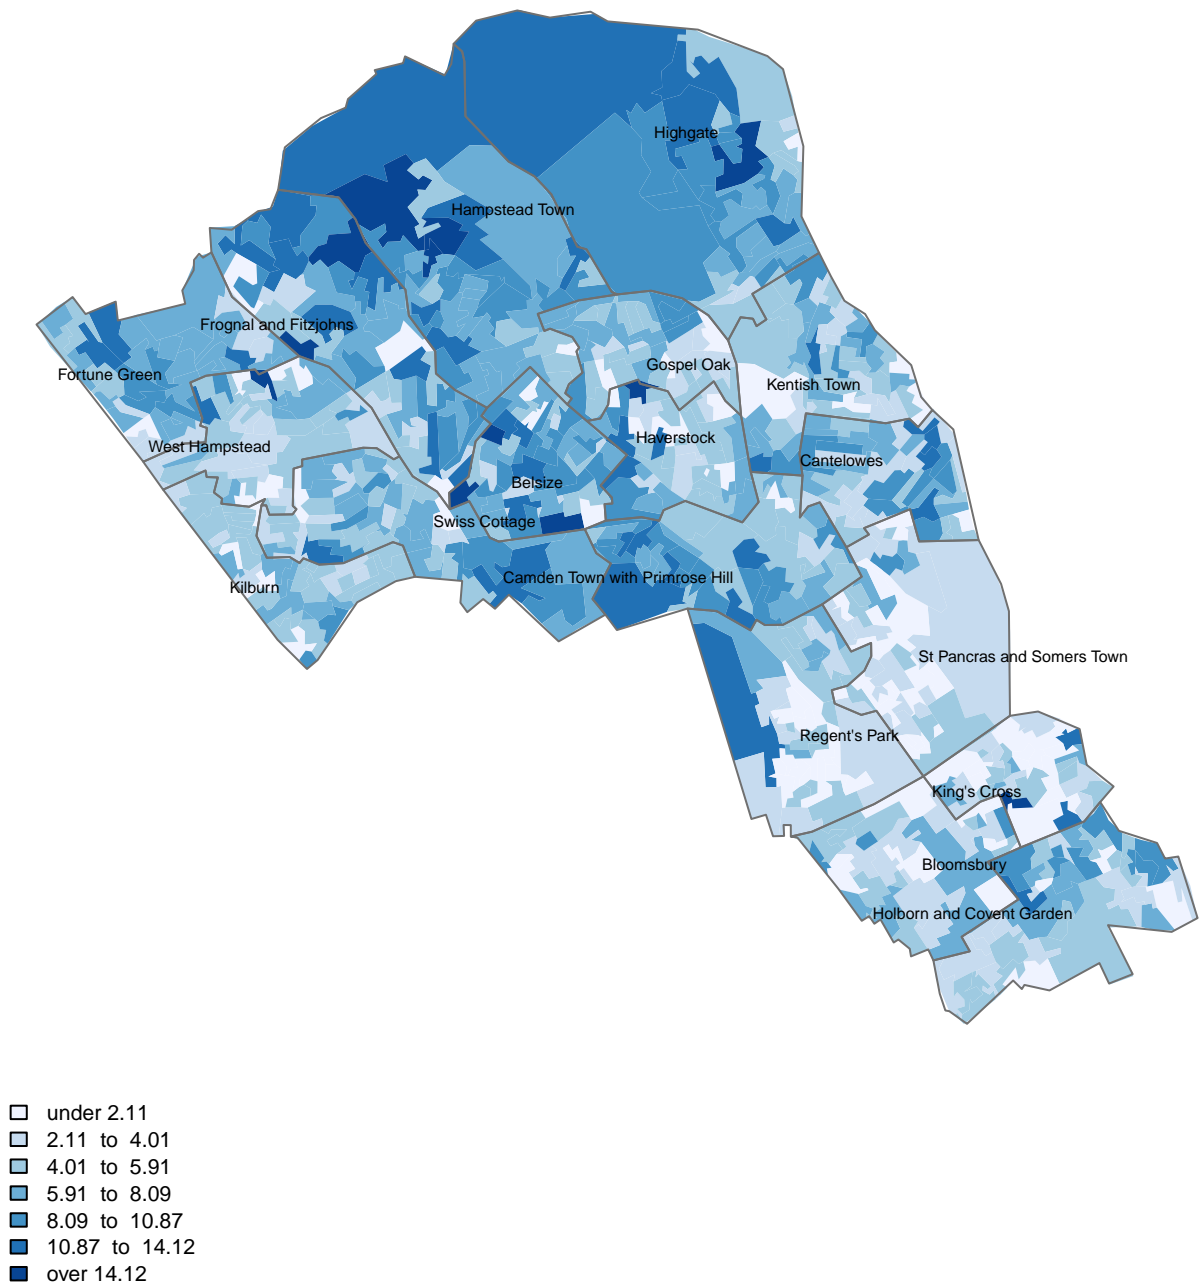 Highgate
Hampstead Town
Frognal and Fitzjohns
Gospel Oak
Fortune Green
Kentish Town
Haverstock
West Hampstead
Cantelowes
Belsize
Swiss Cottage
Camden Town with Primrose Hill
Kilburn
St Pancras and Somers Town
Regent's Park
King's Cross
Bloomsbury
Holborn and Covent Garden
under 2.11
2.11 to 4.01
4.01 to 5.91
5.91 to 8.09
8.09 to 10.87
10.87 to 14.12
over 14.12